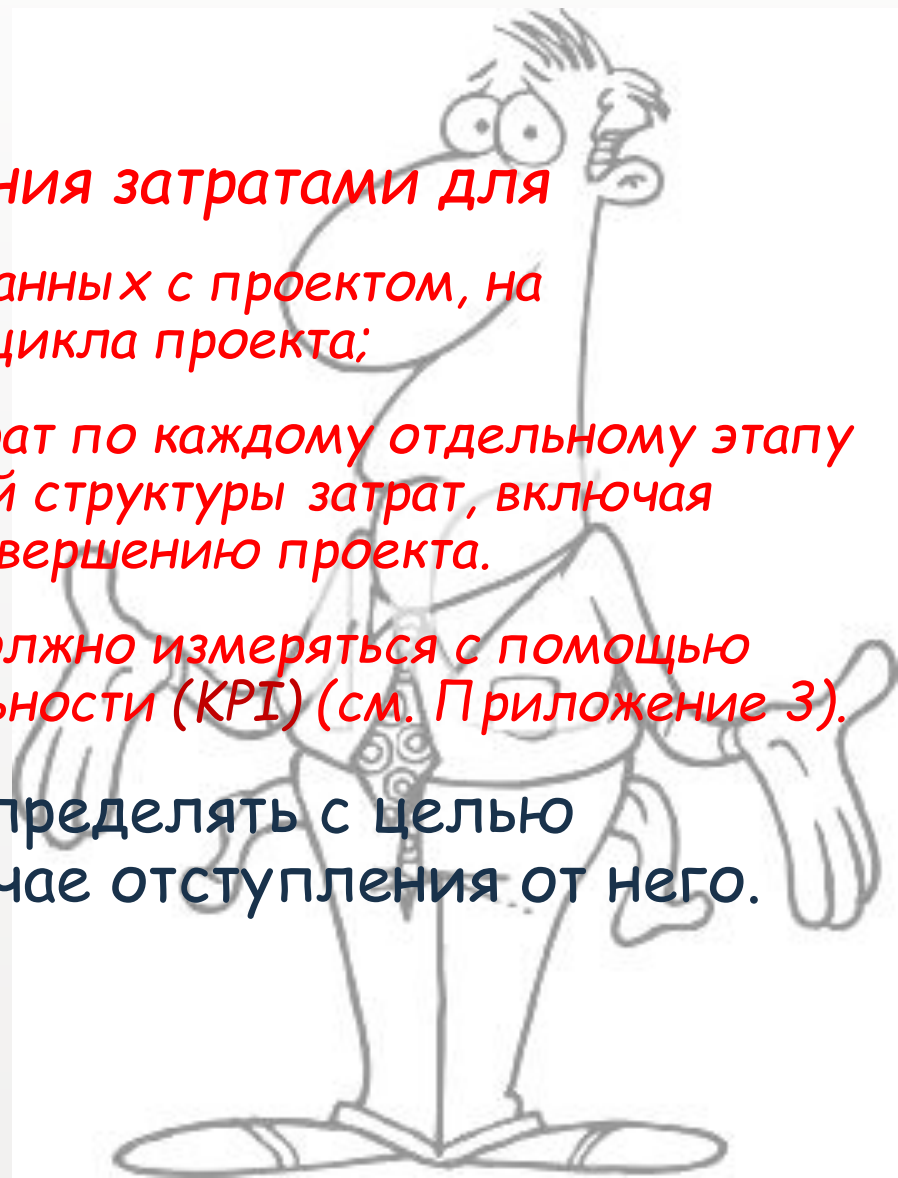 ния затратами для
анных с проектом, на
цикла проекта;
рат по каждому отдельному этапу
й структуры затрат, включая
вершению проекта.
олжно измеряться с помощью
ьности (KPI) (см. Приложение 3).
пределять с целью
чае отступления от него.